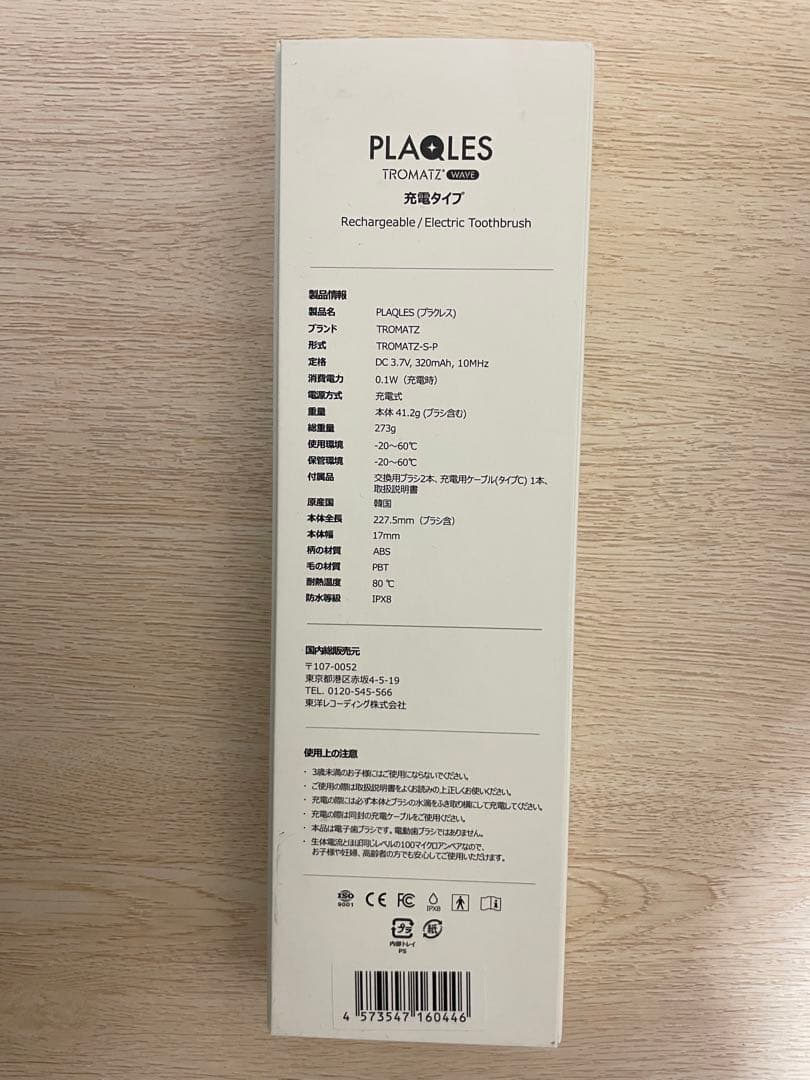 PLAQLES
TROMATZ® WAVE
充電タイプ
Rechargeable / Electric Toothbrush
製品情報
製品名 PLAQLES (プラクレス)
ブランド TROMATZ
形式 TROMATZ-S-P
定格 DC 3.7V, 320mAh, 10MHz
消費電力 0.1W（充電時）
電源方式 充電式
重量 本体 41.2g (ブラシ含む)
総重量 273g
使用環境 -20～60℃
保管環境 -20～60℃
付属品 交換用ブラシ2本、充電用ケーブル(タイプC) 1本、
取扱説明書
原産国 韓国
本体全長 227.5mm（ブラシ含）
本体幅 17mm
柄の材質 ABS
毛の材質 PBT
耐熱温度 80 ℃
防水等級 IPX8
国内総販売元
〒107-0052
東京都港区赤坂4-5-19
TEL. 0120-545-566
東洋レコーディング株式会社
使用上の注意
・ 3歳未満のお子様にはご使用にならないでください。
・ ご使用の際は取扱説明書をよくお読みの上正しくお使いください。
・ 充電の際には必ず本体とブラシの水滴をふき取り横にして充電してください。
・ 充電の際は同封の充電ケーブルをご使用ください。
・ 本品は電子歯ブラシです。電動歯ブラシではありません。
・ 生体電流とほぼ同じレベルの100マイクロアンペアなので、
お子様や妊婦、高齢者の方でも安心してご使用いただけます。
ISO 9001 CE FC IPX8
プラ 紙
内部トレイ
PS
4 573547 160446